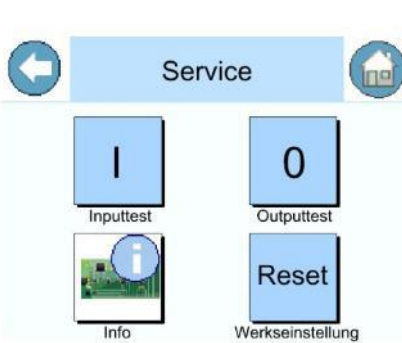 Service
I
0
Inputtest
Outputtest
i
Reset
Info
Werkseinstellung